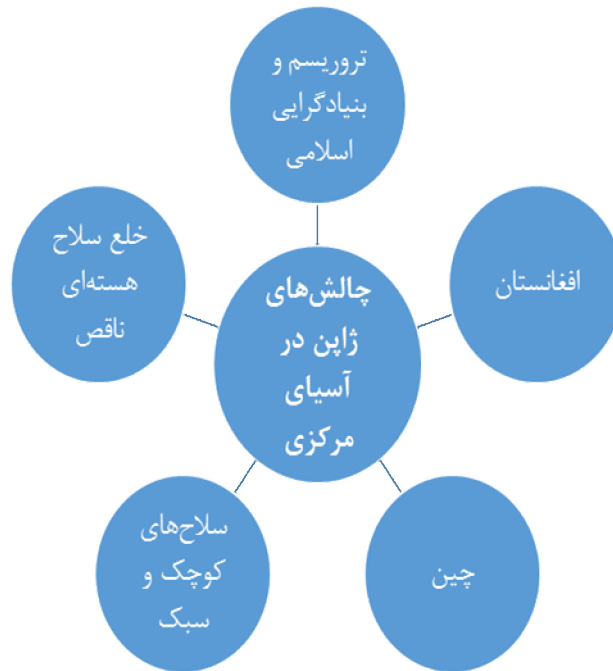 تروریسم و
بنیادگرایی
اسلامی
خلع سلاح
هسته‌ای
ناقص
افغانستان
چالش‌های
ژاپن در
آسیای
مرکزی
سلاح‌های
کوچک و
سبک
چین